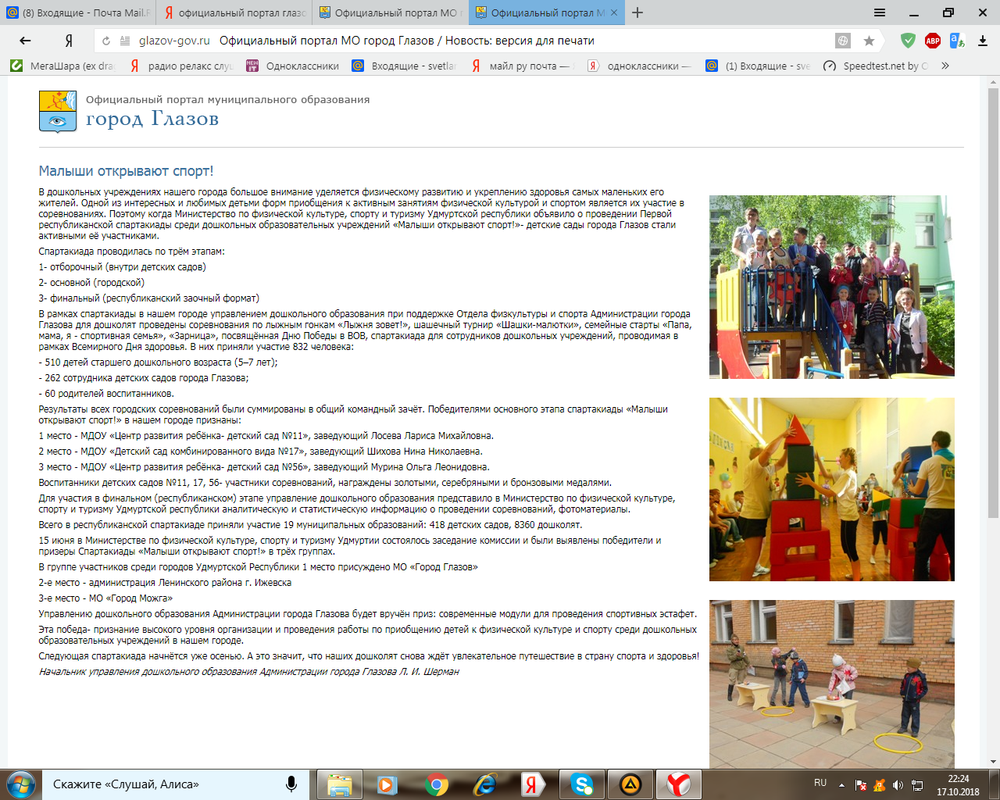 (8) Входящие - Почта Mail.R
официальный портал глазо
Официальный портал МО г
Официальный портал М
glazov-gov.ru Официальный портал МО город Глазов / Новость: версия для печати
ABP
МегаШара (ex drag
радио релакс слуш
Одноклассники
Входящие - svetla
майл ру почта —
одноклассники —
(1) Входящие - sve
Speedtest.net by O
Официальный портал муниципального образования
город Глазов
Малыши открывают спорт!
В дошкольных учреждениях нашего города большое внимание уделяется физическому развитию и укреплению здоровья самых маленьких его
жителей. Одной из интересных и любимых детьми форм приобщения к активным занятиям физической культурой и спортом является их участие в
соревнованиях. Поэтому когда Министерство по физической культуре, спорту и туризму Удмуртской республики объявило о проведении Первой
республиканской спартакиады среди дошкольных образовательных учреждений «Малыши открывают спорт!»- детские сады города Глазов стали
активными её участниками.
Спартакиада проводилась по трём этапам:
1- отборочный (внутри детских садов)
2- основной (городской)
3- финальный (республиканский заочный формат)
В рамках спартакиады в нашем городе управлением дошкольного образования при поддержке Отдела физкультуры и спорта Администрации города
Глазова для дошколят проведены соревнования по лыжным гонкам «Лыжня зовет!», шашечный турнир «Шашки-малютки», семейные старты «Папа,
мама, я - спортивная семья», «Зарница», посвящённая Дню Победы в ВОВ, спартакиада для сотрудников дошкольных учреждений, проводимая в
рамках Всемирного Дня здоровья. В них приняли участие 832 человека:
- 510 детей старшего дошкольного возраста (5–7 лет);
- 262 сотрудника детских садов города Глазова;
- 60 родителей воспитанников.
Результаты всех городских соревнований были суммированы в общий командный зачёт. Победителями основного этапа спартакиады «Малыши
открывают спорт!» в нашем городе признаны:
1 место - МДОУ «Центр развития ребёнка- детский сад №11», заведующий Лосева Лариса Михайловна.
2 место - МДОУ «Детский сад комбинированного вида №17», заведующий Шихова Нина Николаевна.
3 место - МДОУ «Центр развития ребёнка- детский сад №56», заведующий Мурина Ольга Леонидовна.
Воспитанники детских садов №11, 17, 56- участники соревнований, награждены золотыми, серебряными и бронзовыми медалями.
Для участия в финальном (республиканском) этапе управление дошкольного образования представило в Министерство по физической культуре,
спорту и туризму Удмуртской республики аналитическую и статистическую информацию о проведении соревнований, фотоматериалы.
Всего в республиканской спартакиаде приняли участие 19 муниципальных образований: 418 детских садов, 8360 дошколят.
15 июня в Министерстве по физической культуре, спорту и туризму Удмуртии состоялось заседание комиссии и были выявлены победители и
призеры Спартакиады «Малыши открывают спорт!» в трёх группах.
В группе участников среди городов Удмуртской Республики 1 место присуждено МО «Город Глазов»
2-е место - администрация Ленинского района г. Ижевска
3-е место - МО «Город Можга»
Управлению дошкольного образования Администрации города Глазова будет вручён приз: современные модули для проведения спортивных эстафет.
Эта победа- признание высокого уровня организации и проведения работы по приобщению детей к физической культуре и спорту среди дошкольных
образовательных учреждений в нашем городе.
Следующая спартакиада начнётся уже осенью. А это значит, что наших дошколят снова ждёт увлекательное путешествие в страну спорта и здоровья!
Начальник управления дошкольного образования Администрации города Глазова Л. И. Шерман
Скажите «Слушай, Алиса»
RU
22:24
17.10.2018